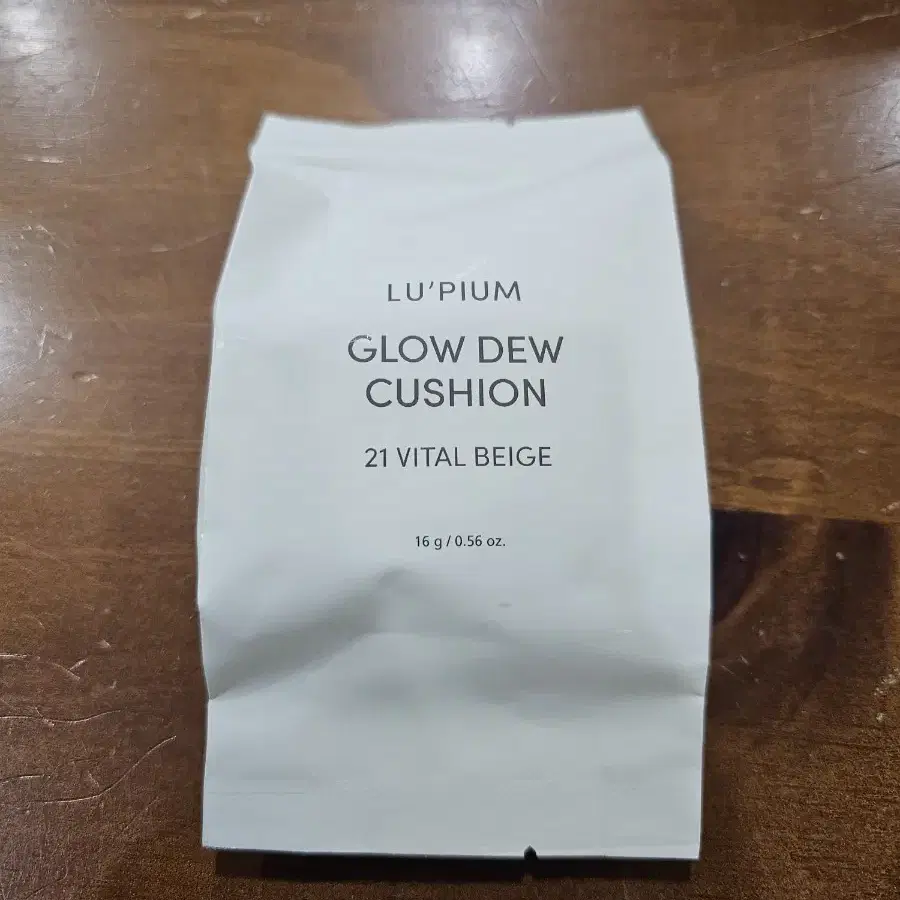 LU'PIUM
GLOW DEW
CUSHION
21 VITAL BEIGE
16 g / 0.56 oz.